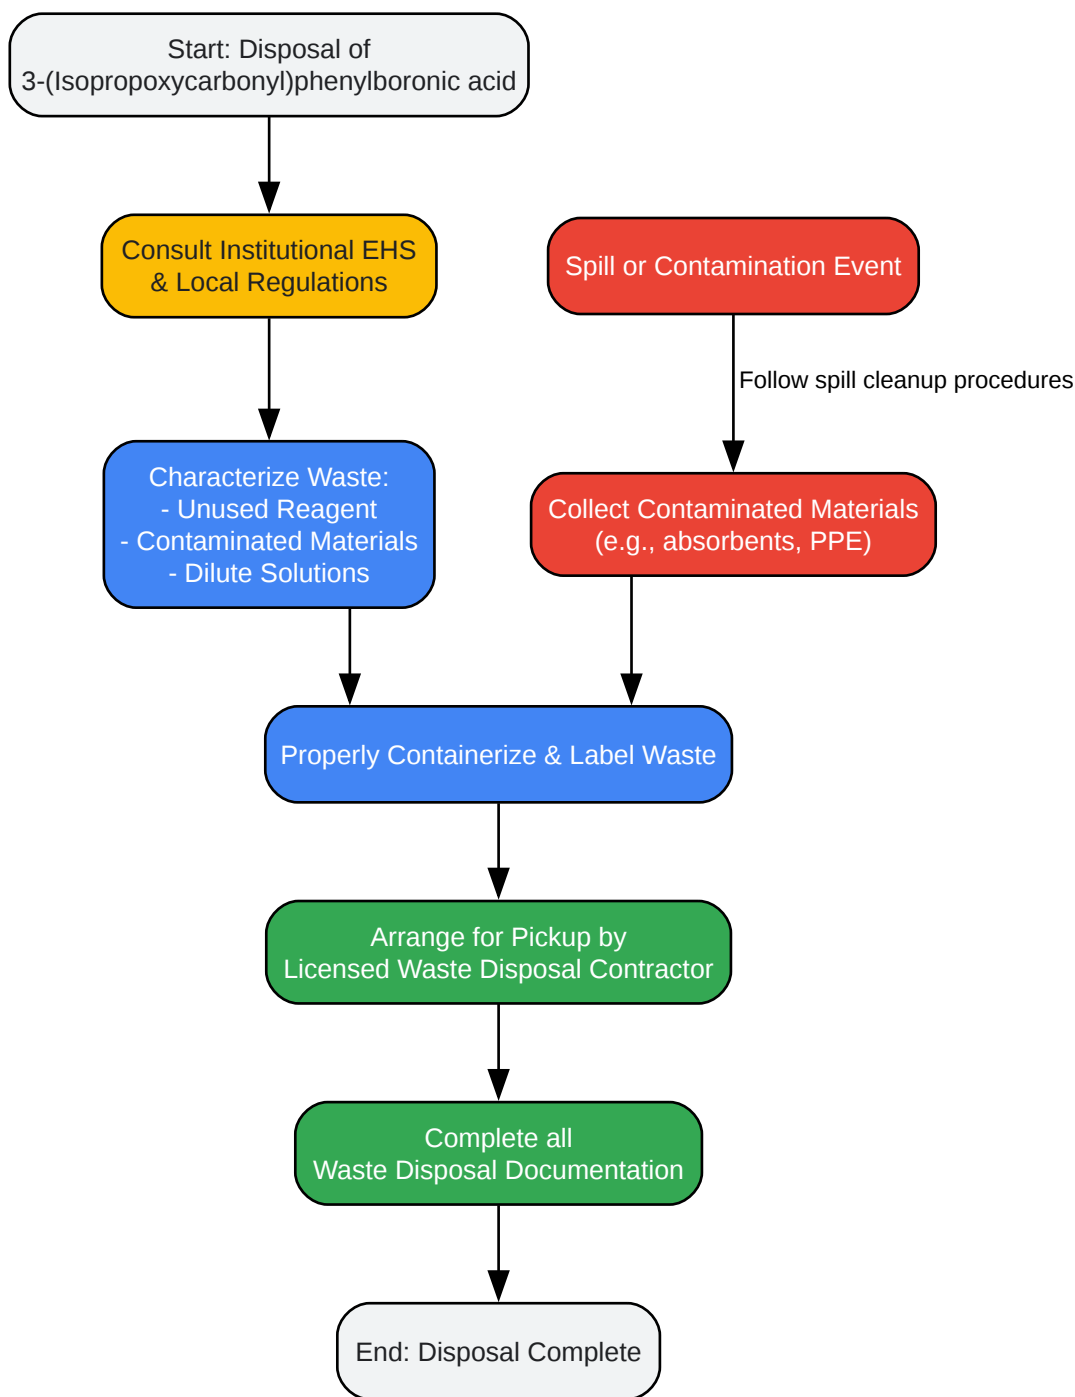 Start: Disposal of
3-(Isopropoxycarbonyl)phenylboronic acid
Consult Institutional EHS
& Local Regulations
Spill or Contamination Event
Follow spill cleanup procedures
Characterize Waste:
- Unused Reagent
- Contaminated Materials
- Dilute Solutions
Collect Contaminated Materials
(e.g., absorbents, PPE)
Properly Containerize & Label Waste
Arrange for Pickup by
Licensed Waste Disposal Contractor
Complete all
Waste Disposal Documentation
End: Disposal Complete